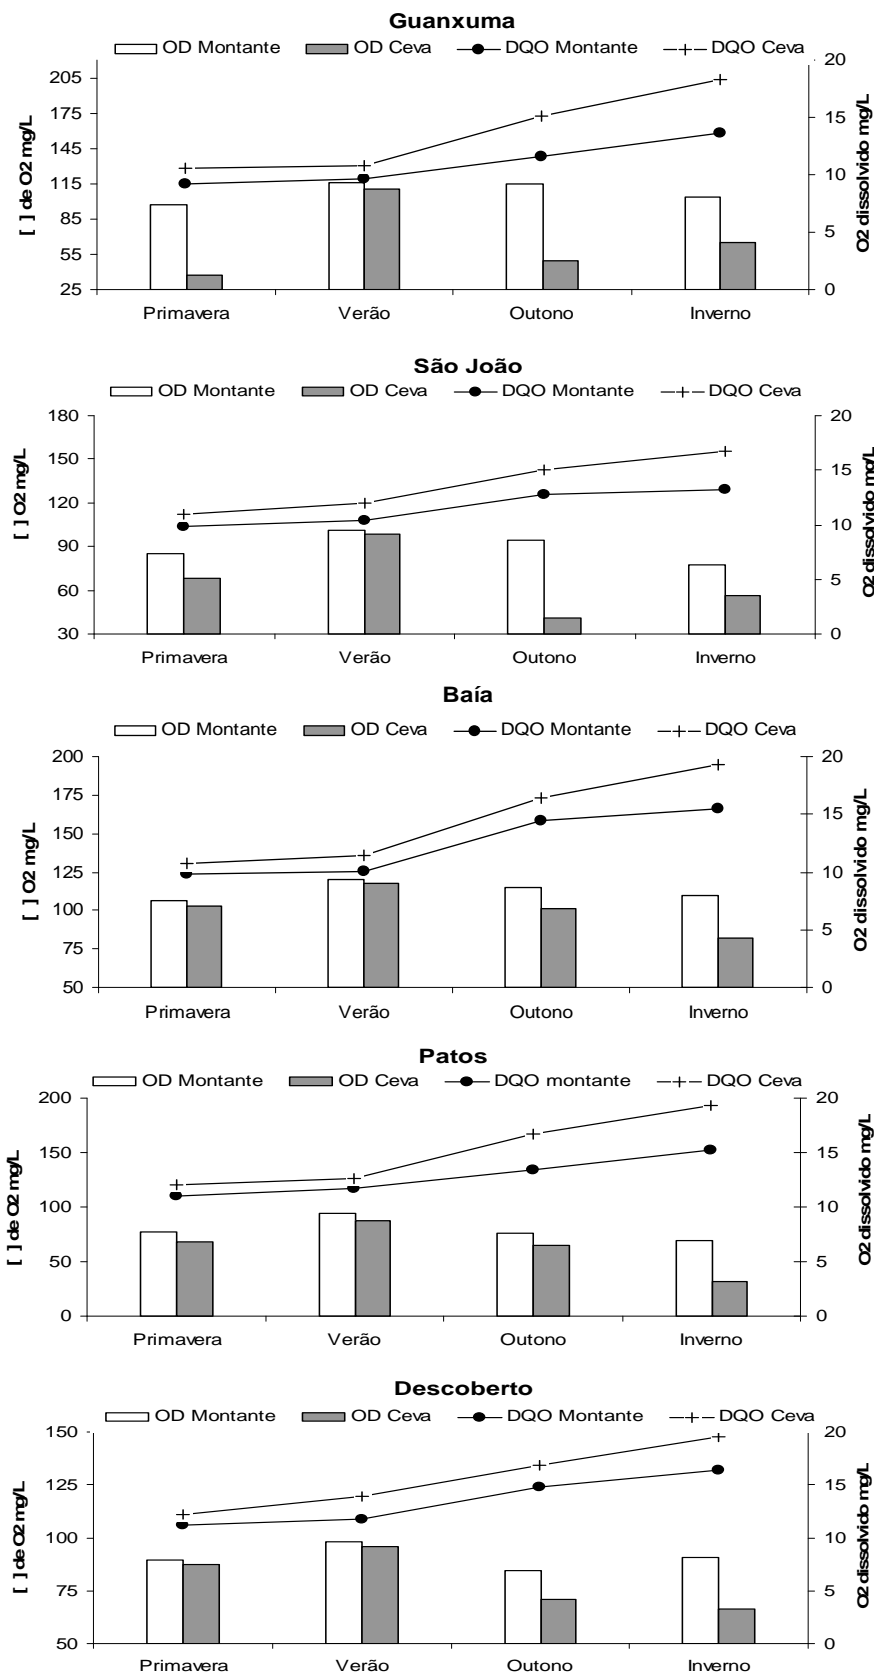 Guanxuma
OD Montante OD Ceva DQO Montante DQO Ceva
[ ] de O2 mg/L
205
175
145
115
85
55
25
20
15
10
5
0
O2 dissolvido mg/L
Primavera Verão Outono Inverno
São João
OD Montante OD Ceva DQO Montante DQO Ceva
[ ] O2 mg/L
180
150
120
90
60
30
20
15
10
5
0
O2 dissolvido mg/L
Primavera Verão Outono Inverno
Baía
OD Montante OD Ceva DQO Montante DQO Ceva
[ ] O2 mg/L
200
175
150
125
100
75
50
20
15
10
5
0
O2 dissolvido mg/L
Primavera Verão Outono Inverno
Patos
OD Montante OD Ceva DQO montante DQO Ceva
[ ] de O2 mg/L
200
150
100
50
0
20
15
10
5
0
O2 dissolvido mg/L
Primavera Verão Outono Inverno
Descoberto
OD Montante OD Ceva DQO Montante DQO Ceva
[ ] de O2 mg/L
150
125
100
75
50
20
15
10
5
0
O2 dissolvido mg/L
Primavera Verão Outono Inverno